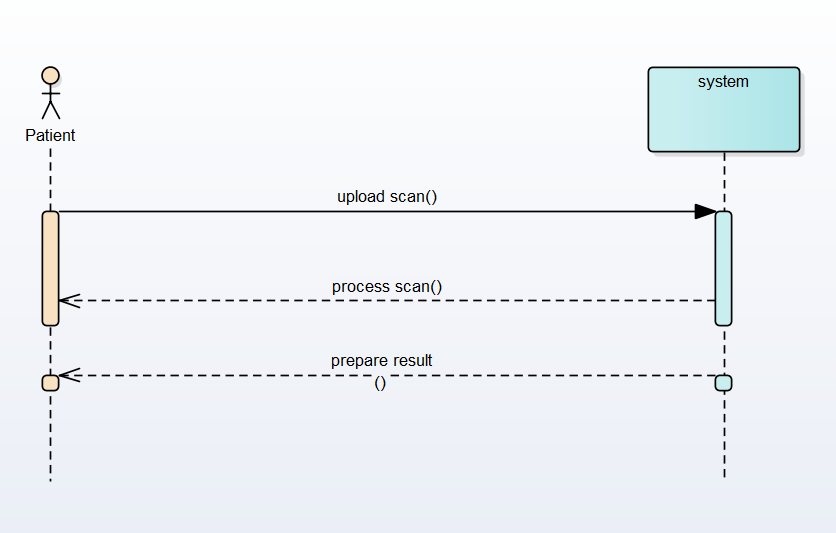 system
Patient
upload scan()
process scan()
prepare result
()